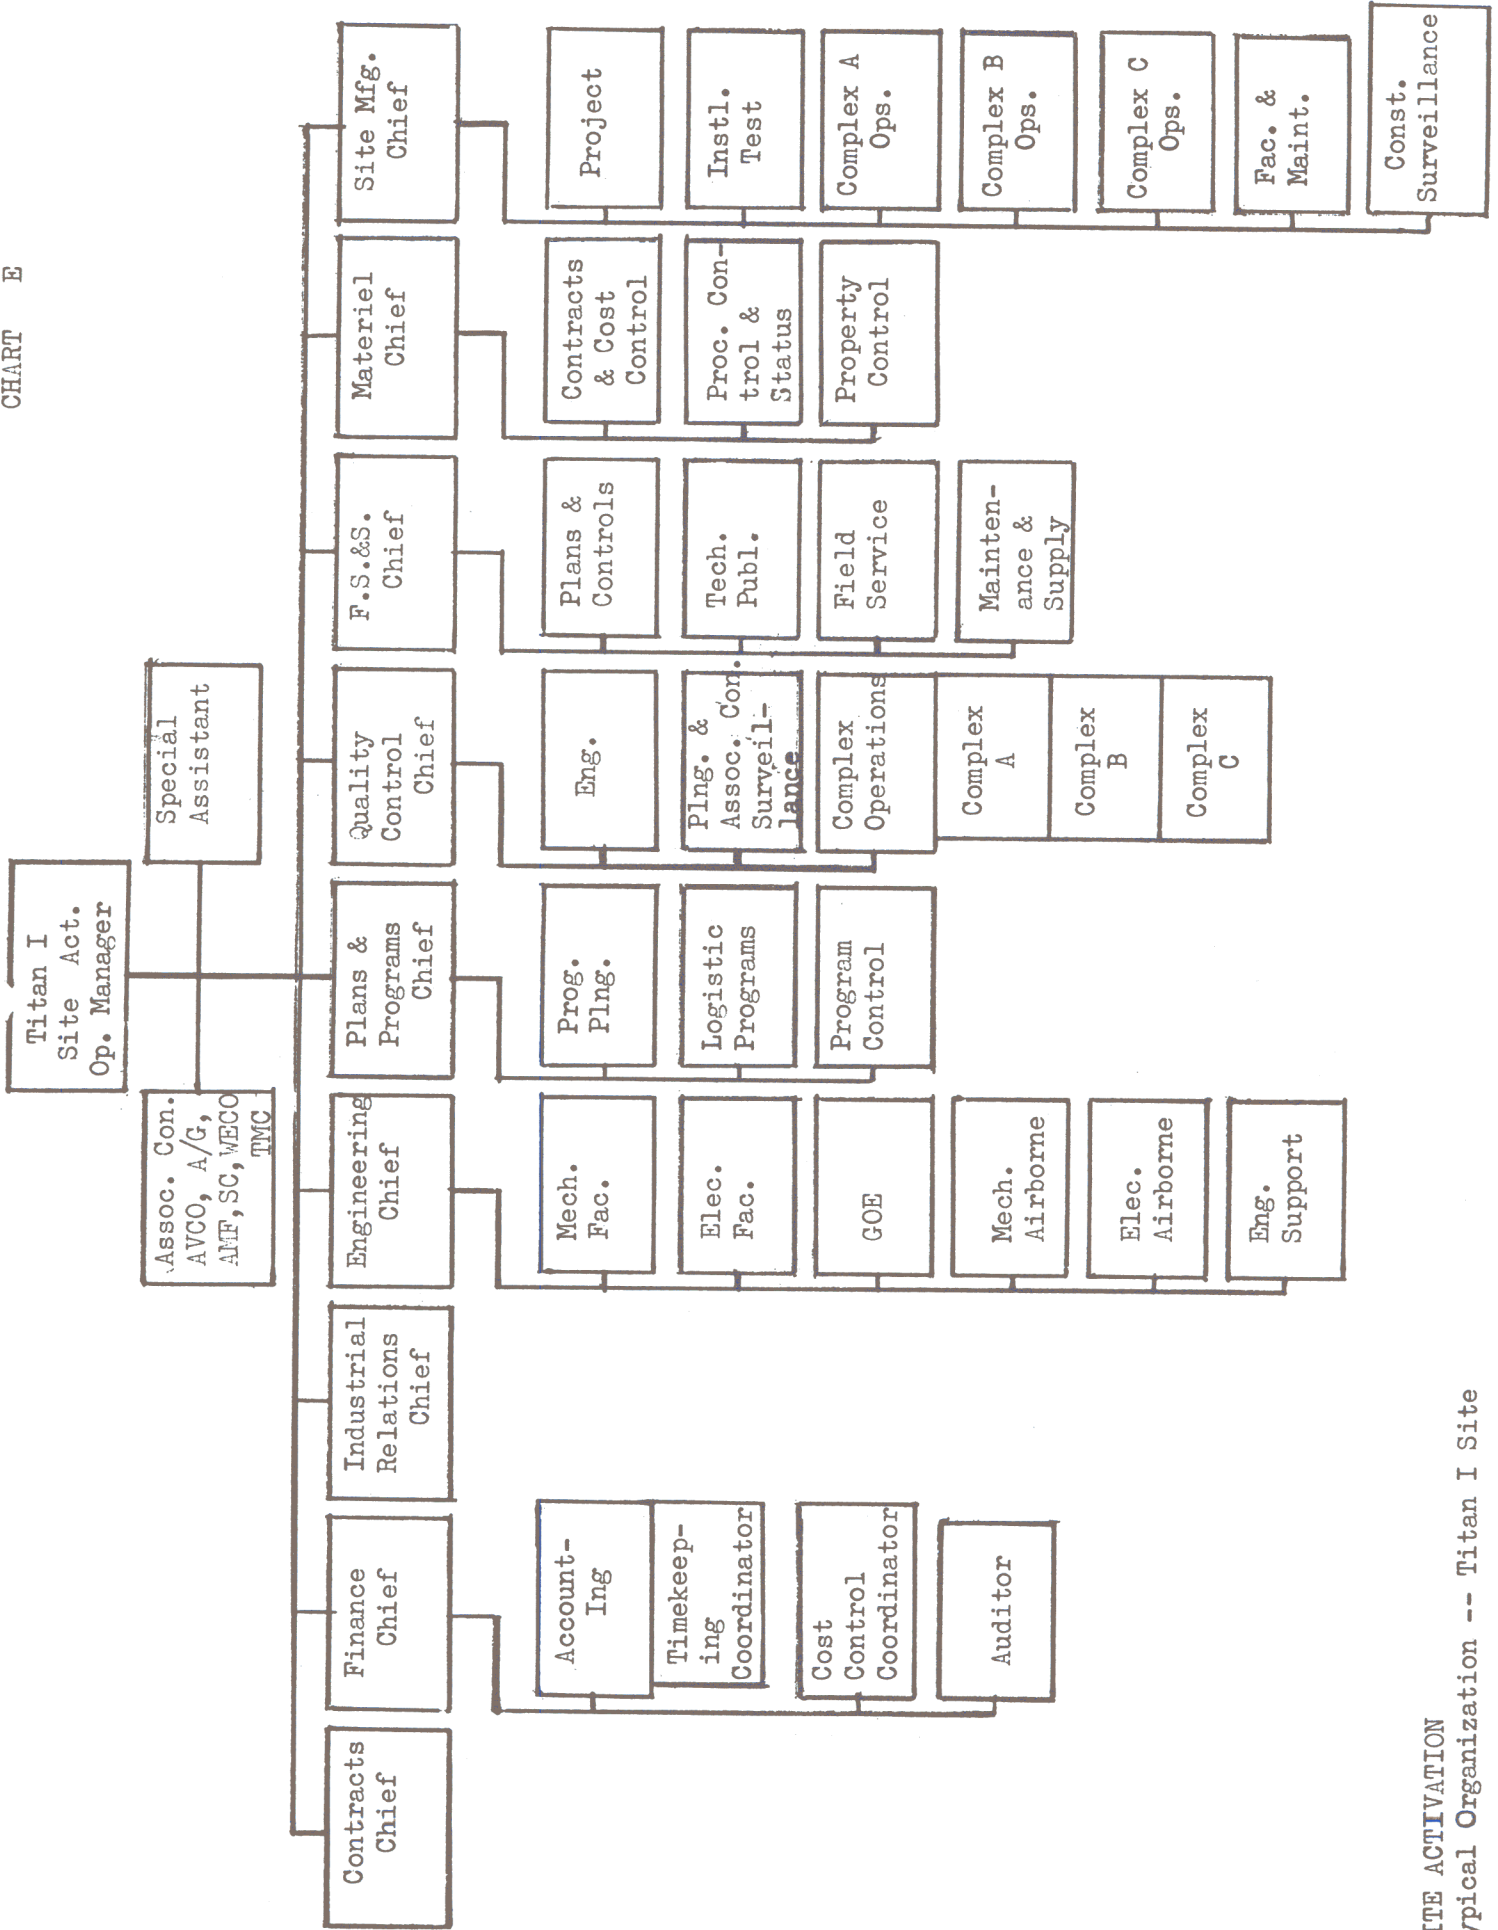 CHART E
Titan I
Site Act.
Op. Manager
Assoc. Con.
AVCO, A/G,
AMF, SC, WECO
TMC
Special
Assistant
Contracts
Chief
Finance
Chief
Account-
Ing
Timekeep-
ing
Coordinator
Cost
Control
Coordinator
Auditor
Industrial
Relations
Chief
Engineering
Chief
Mech.
Fac.
Elec.
Fac.
GOE
Mech.
Airborne
Elec.
Airborne
Eng.
Support
Plans &
Programs
Chief
Prog.
Plng.
Logistic
Programs
Program
Control
Quality
Control
Chief
Eng.
Plng. &
Assoc. Con.
Surveil-
lance
Complex
Operations
Complex
A
Complex
B
Complex
C
F.S.&S.
Chief
Plans &
Controls
Tech.
Publ.
Field
Service
Mainten-
ance &
Supply
Materiel
Chief
Contracts
& Cost
Control
Proc. Con-
trol &
Status
Property
Control
Site Mfg.
Chief
Project
Instl.
Test
Complex A
Ops.
Complex B
Ops.
Complex C
Ops.
Fac. &
Maint.
Const.
Surveillance
ITE ACTIVATION
ypical Organization -- Titan I Site